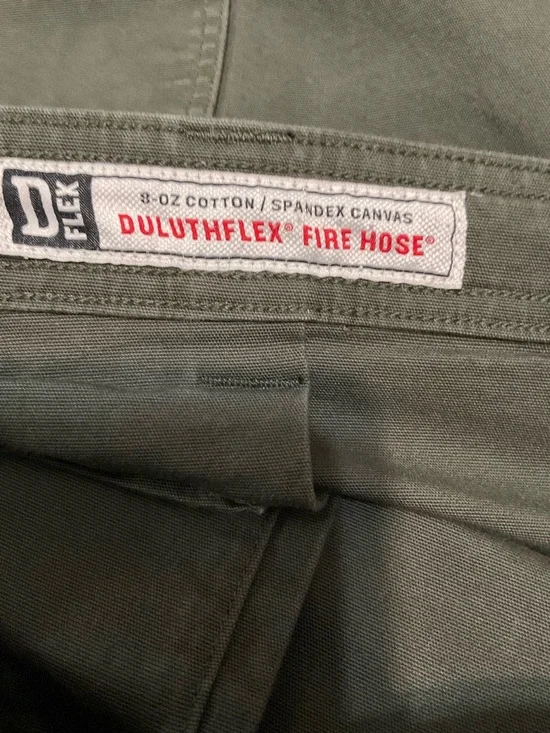 D
FLEX
8-OZ COTTON / SPANDEX CANVAS
DULUTHFLEX® FIRE HOSE®